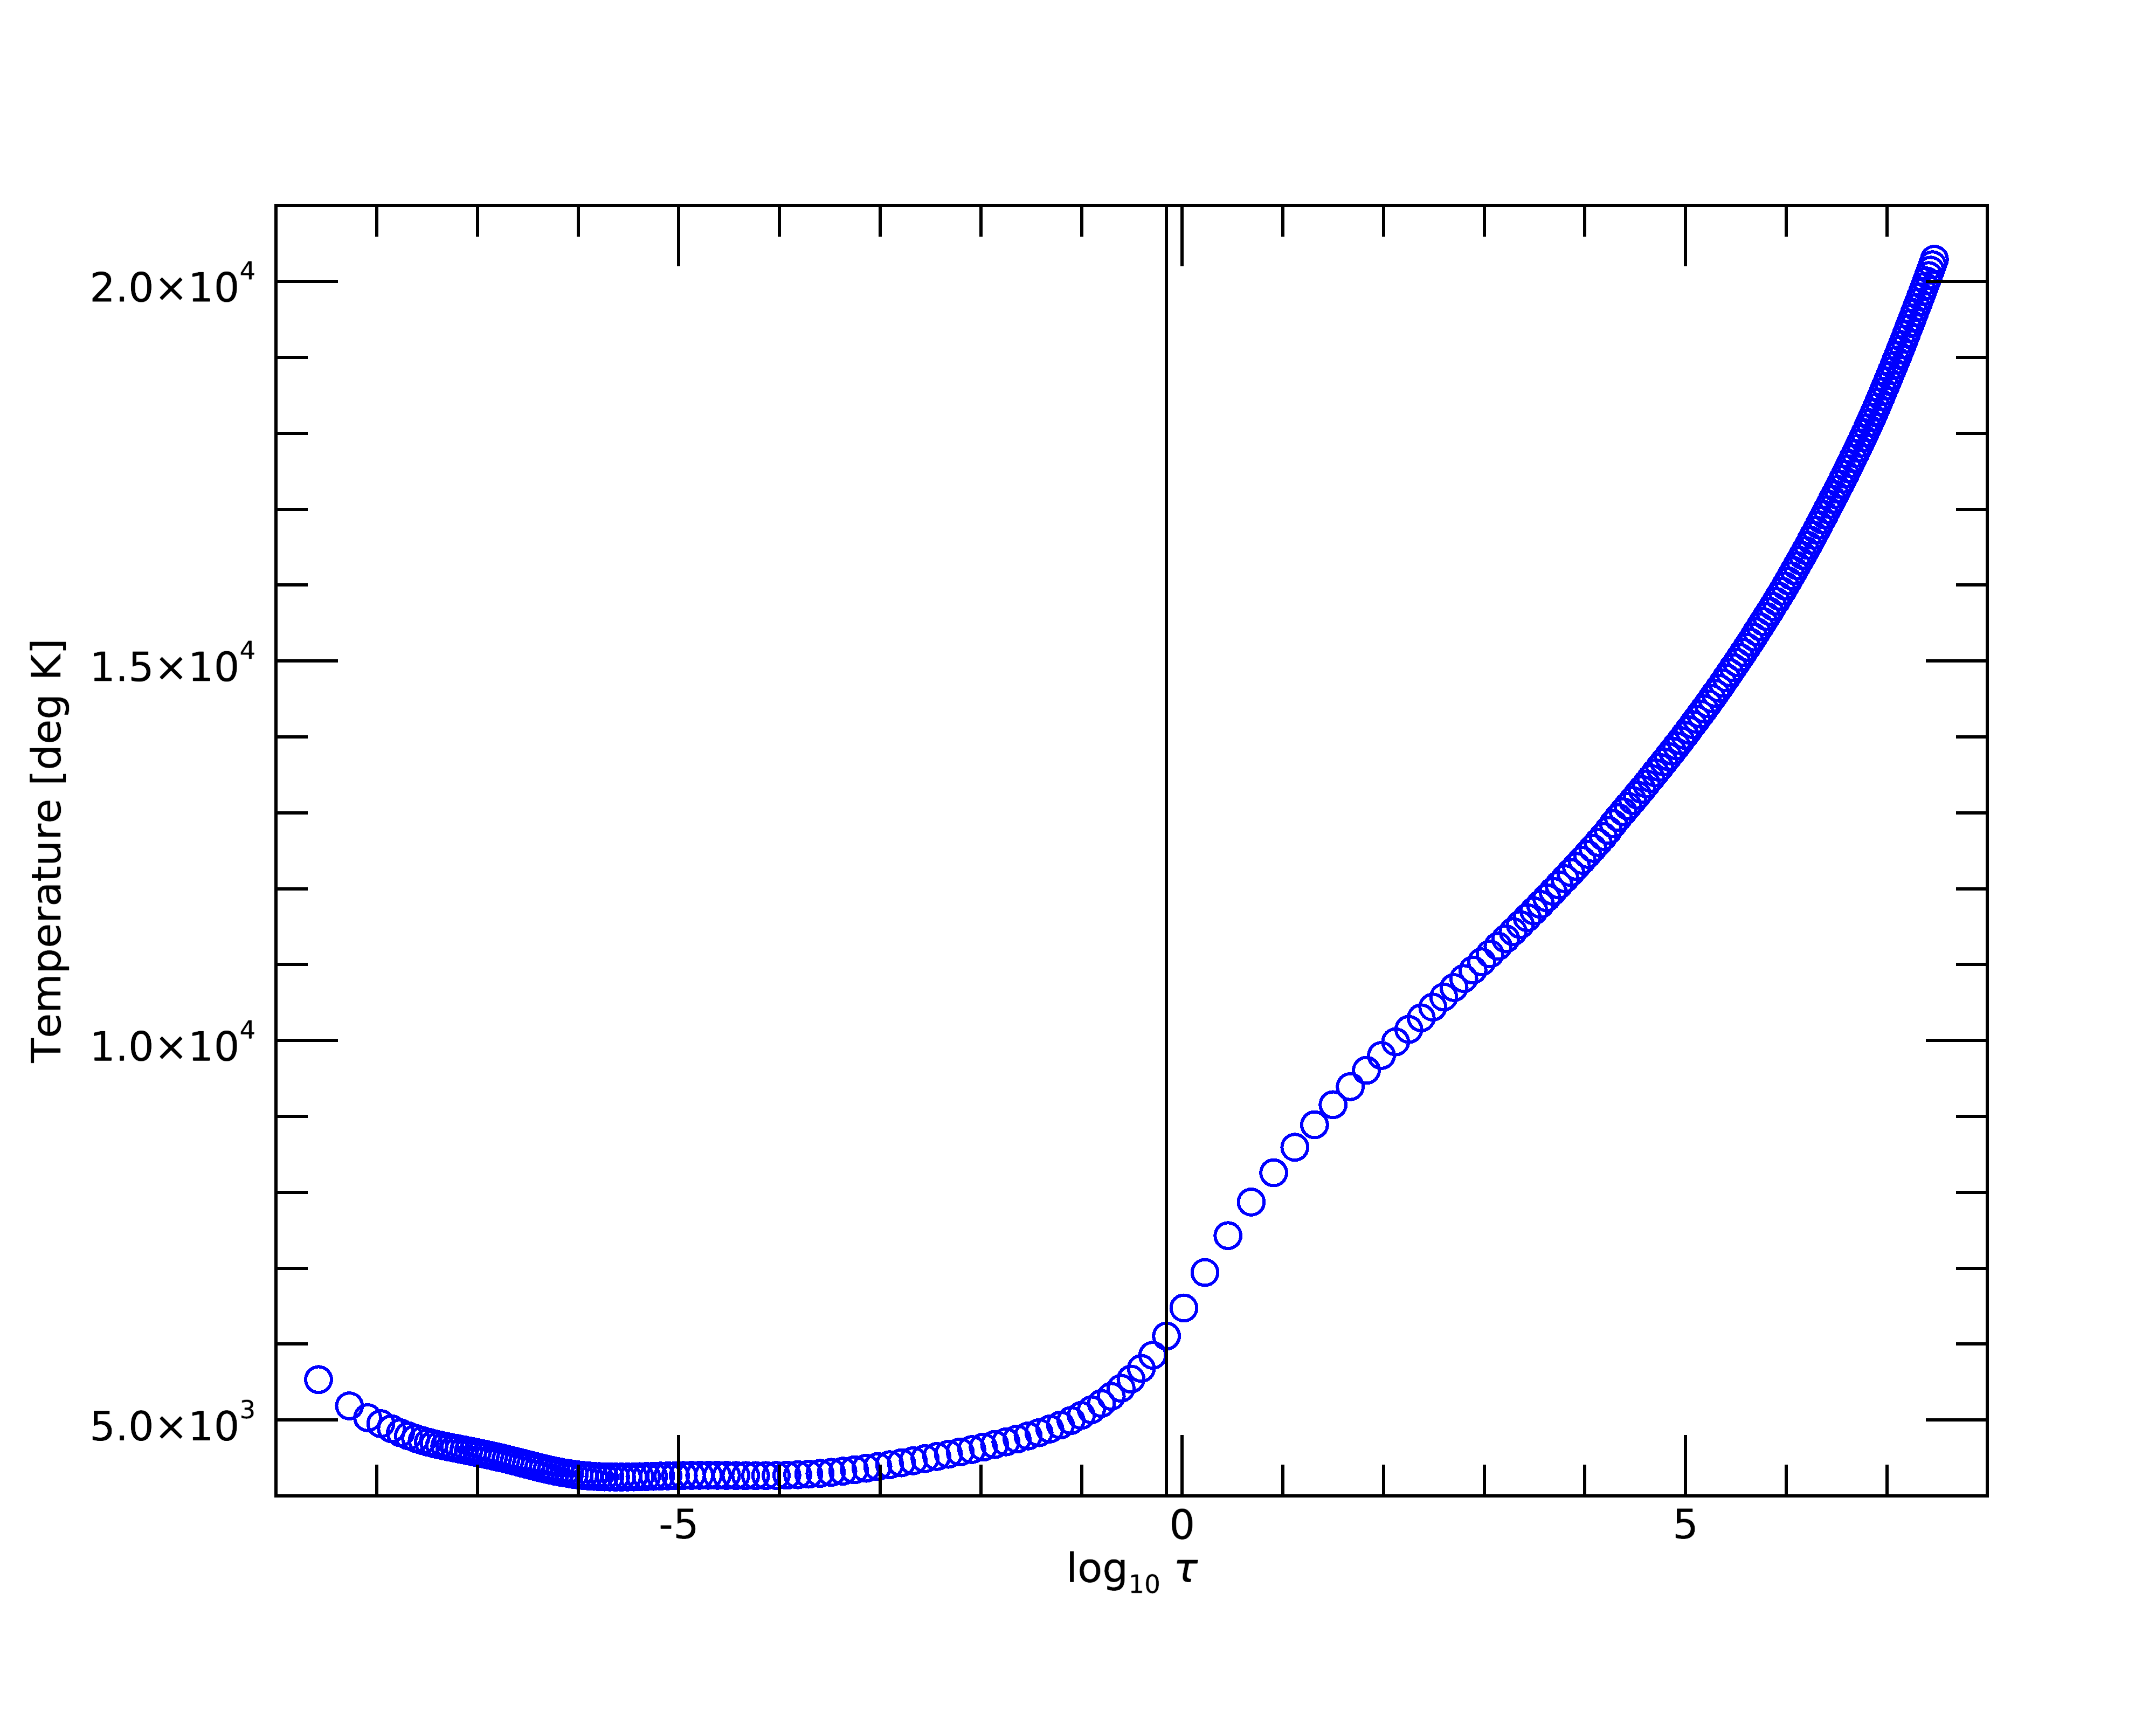 2.0×10⁴
1.5×10⁴
1.0×10⁴
5.0×10³
Temperature [deg K]
-5 0 5
log₁₀ τ